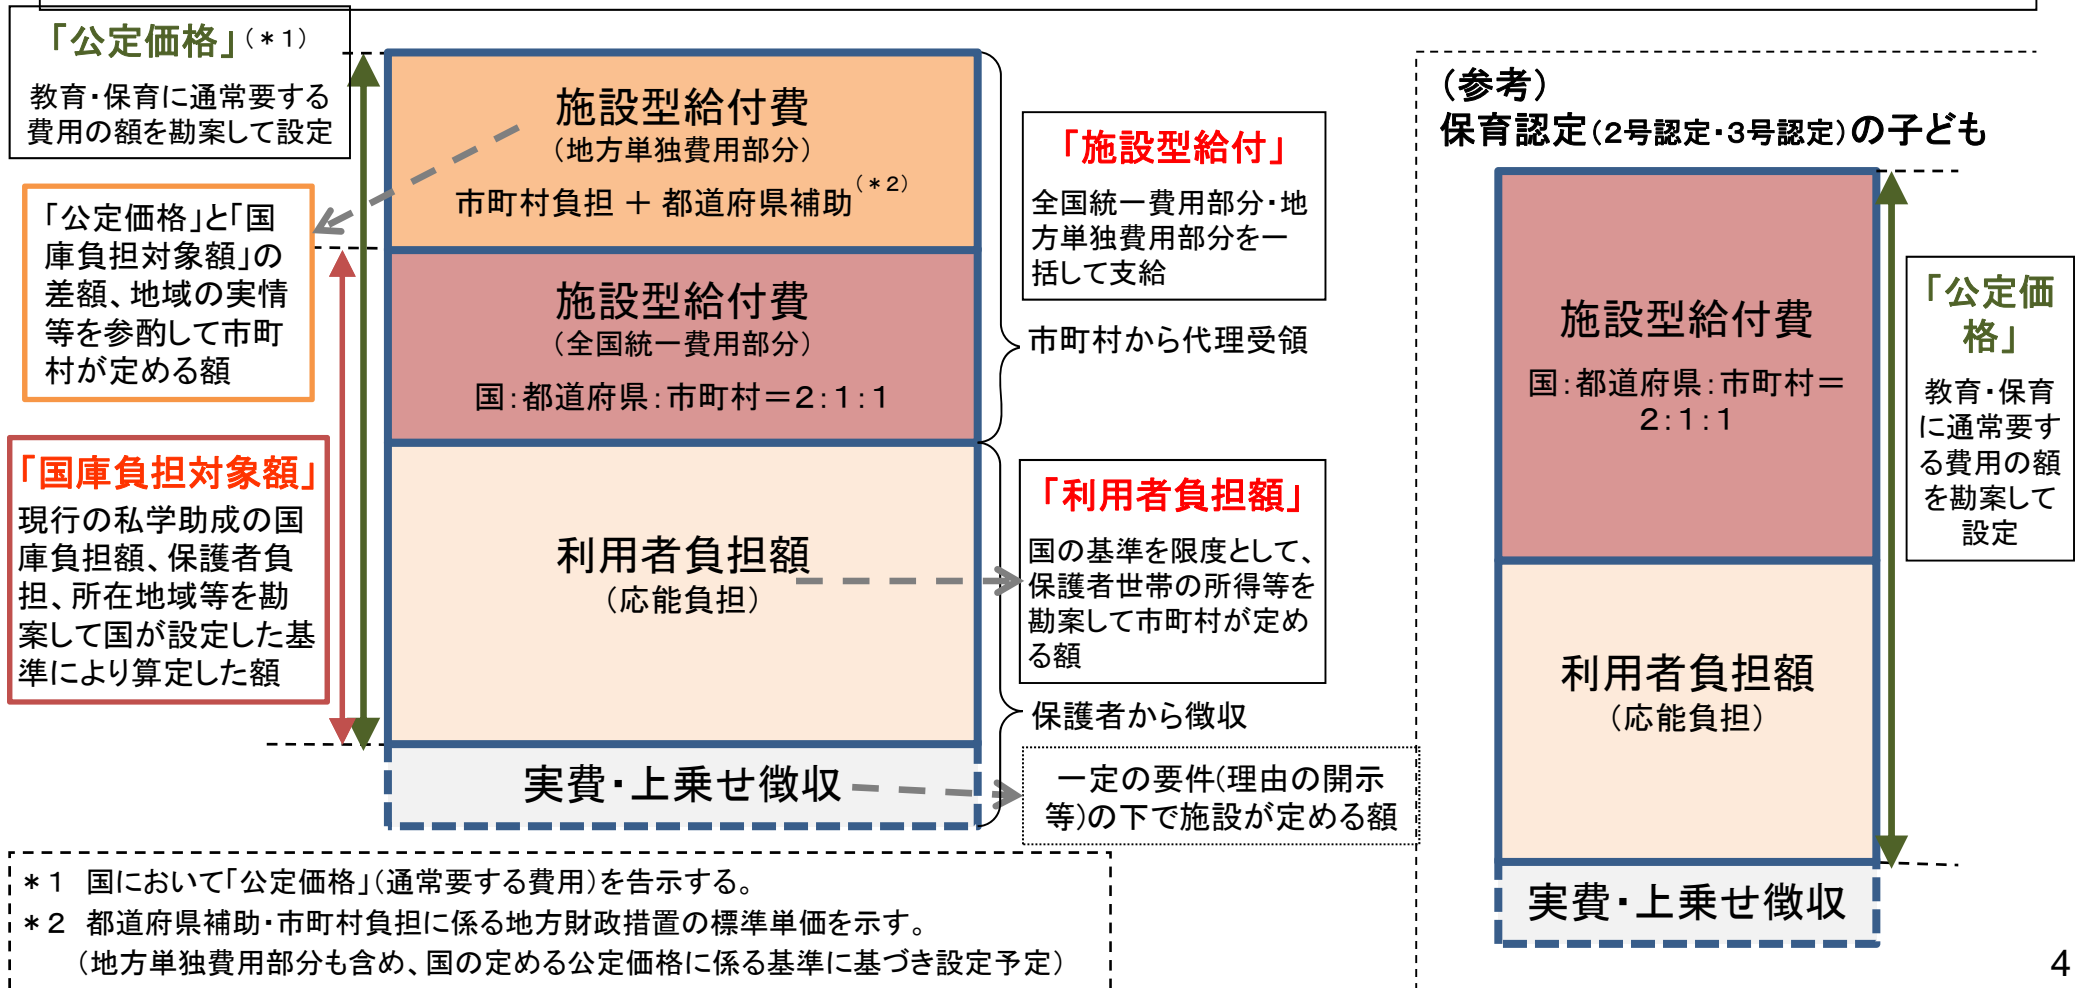 「公定価格」(*1)
教育・保育に通常要する
費用の額を勘案して設定
「公定価格」と「国
庫負担対象額」の
差額、地域の実情
等を参酌して市町
村が定める額
「国庫負担対象額」
現行の私学助成の国
庫負担額、保護者負
担、所在地域等を勘
案して国が設定した基
準により算定した額
施設型給付費
(地方単独費用部分)
市町村負担 + 都道府県補助(*2)
施設型給付費
(全国統一費用部分)
国:都道府県:市町村=2:1:1
利用者負担額
(応能負担)
実費・上乗せ徴収
「施設型給付」
全国統一費用部分・地
方単独費用部分を一
括して支給
市町村から代理受領
「利用者負担額」
国の基準を限度として、
保護者世帯の所得等を
勘案して市町村が定め
る額
保護者から徴収
一定の要件(理由の開示
等)の下で施設が定める額
(参考)
保育認定(2号認定・3号認定)の子ども
施設型給付費
国:都道府県:市町村=
2:1:1
利用者負担額
(応能負担)
実費・上乗せ徴収
「公定価
格」
教育・保育
に通常要す
る費用の額
を勘案して
設定
*1 国において「公定価格」(通常要する費用)を告示する。
*2 都道府県補助・市町村負担に係る地方財政措置の標準単価を示す。
(地方単独費用部分も含め、国の定める公定価格に係る基準に基づき設定予定)
4